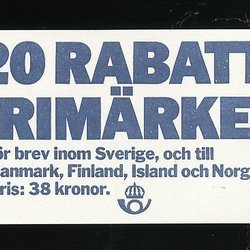 20 RABATT
RIMÄRKE
ör brev inom Sverige, och till
anmark, Finland, Island och Norg
ris: 38 kronor.